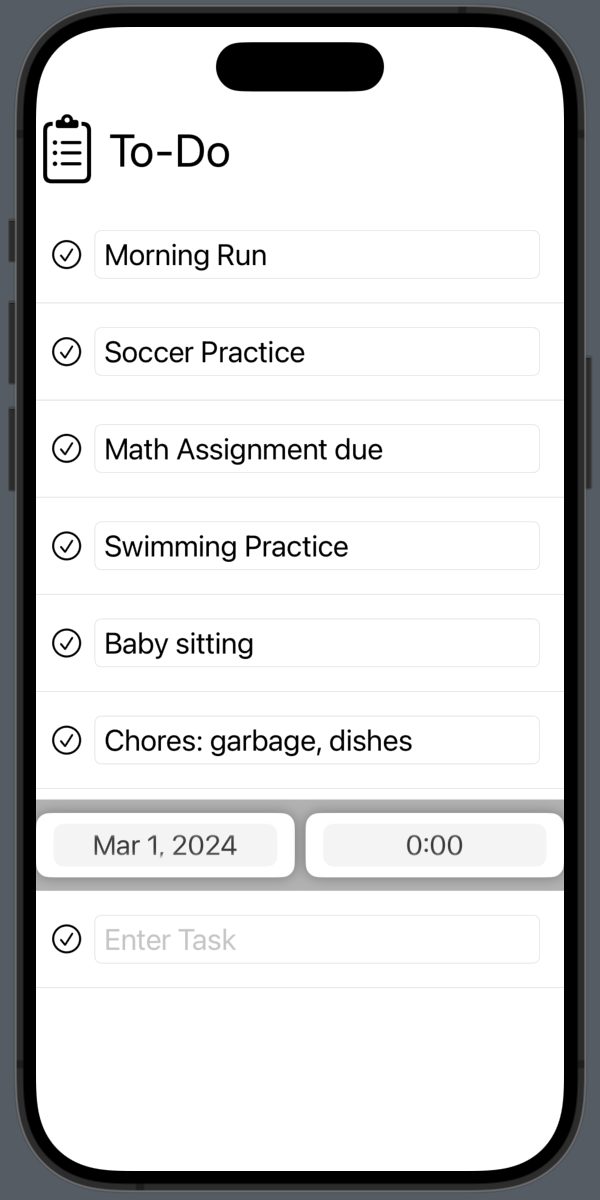 To-Do
Morning Run
Soccer Practice
Math Assignment due
Swimming Practice
Baby sitting
Chores: garbage, dishes
Mar 1, 2024 0:00
Enter Task